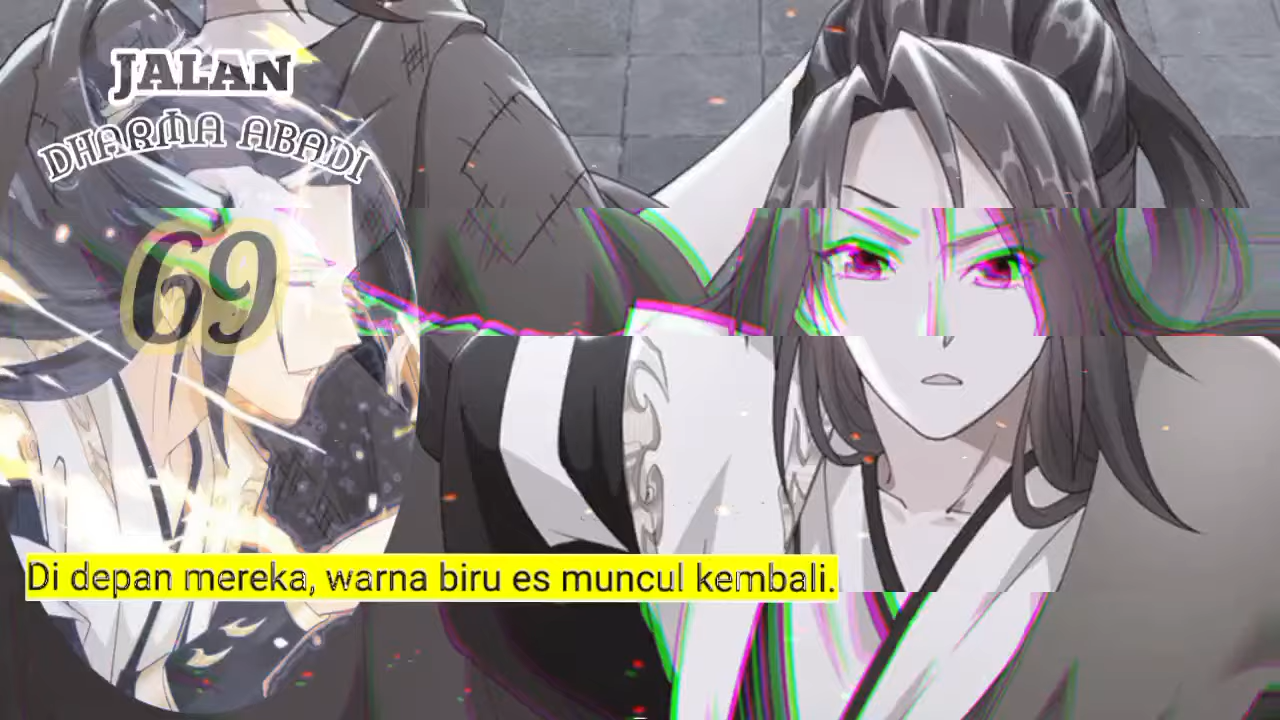 JALAN
DHARMA ABADI
69
Di depan mereka, warna biru es muncul kembali.